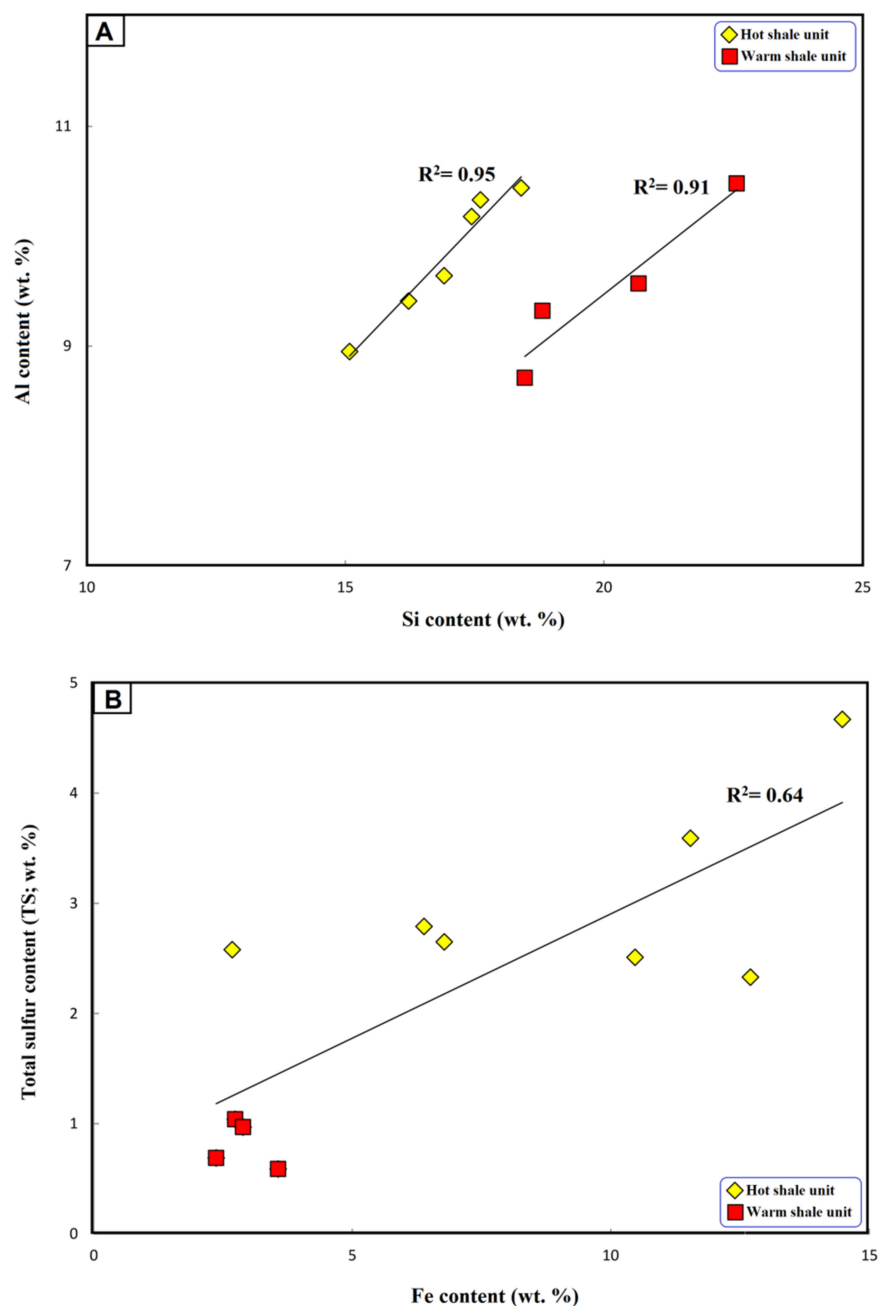 A
Hot shale unit
Warm shale unit
11
R²= 0.95
R²= 0.91
9
7
10
15
20
25
Al content (wt. %)
Si content (wt. %)
B
5
4
R²= 0.64
3
2
1
0
Hot shale unit
Warm shale unit
0
5
10
15
Total sulfur content (TS; wt. %)
Fe content (wt. %)